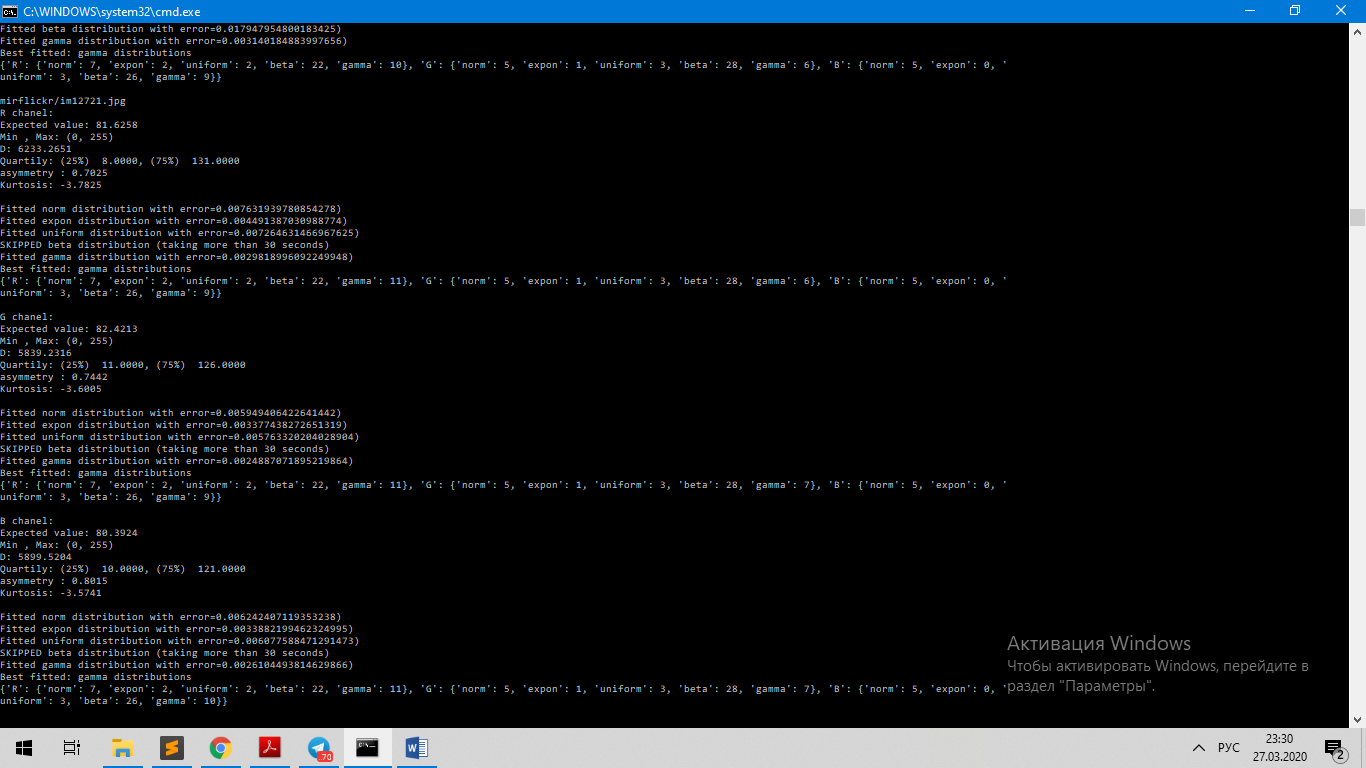 C:\WINDOWS\system32\cmd.exe
Fitted beta distribution with error=0.017947954800183425)
Fitted gamma distribution with error=0.003140184883997656)
Best fitted: gamma distributions
{'R': {'norm': 7, 'expon': 2, 'uniform': 2, 'beta': 22, 'gamma': 10}, 'G': {'norm': 5, 'expon': 1, 'uniform': 3, 'beta': 28, 'gamma': 6}, 'B': {'norm': 5, 'expon': 0, '
uniform': 3, 'beta': 26, 'gamma': 9}}
mirflickr/im12721.jpg
R chanel:
Expected value: 81.6258
Min , Max: (0, 255)
D: 6233.2651
Quartily: (25%)  8.0000, (75%)  131.0000
asymmetry : 0.7025
Kurtosis: -3.7825
Fitted norm distribution with error=0.007631939780854278)
Fitted expon distribution with error=0.004491387030988774)
Fitted uniform distribution with error=0.007264631466967625)
SKIPPED beta distribution (taking more than 30 seconds)
Fitted gamma distribution with error=0.0029818996092249948)
Best fitted: gamma distributions
{'R': {'norm': 7, 'expon': 2, 'uniform': 2, 'beta': 22, 'gamma': 11}, 'G': {'norm': 5, 'expon': 1, 'uniform': 3, 'beta': 28, 'gamma': 6}, 'B': {'norm': 5, 'expon': 0, '
uniform': 3, 'beta': 26, 'gamma': 9}}
G chanel:
Expected value: 82.4213
Min , Max: (0, 255)
D: 5839.2316
Quartily: (25%)  11.0000, (75%)  126.0000
asymmetry : 0.7442
Kurtosis: -3.6005
Fitted norm distribution with error=0.005949406422641442)
Fitted expon distribution with error=0.003377438272651319)
Fitted uniform distribution with error=0.005763320204028904)
SKIPPED beta distribution (taking more than 30 seconds)
Fitted gamma distribution with error=0.0024887071895219864)
Best fitted: gamma distributions
{'R': {'norm': 7, 'expon': 2, 'uniform': 2, 'beta': 22, 'gamma': 11}, 'G': {'norm': 5, 'expon': 1, 'uniform': 3, 'beta': 28, 'gamma': 7}, 'B': {'norm': 5, 'expon': 0, '
uniform': 3, 'beta': 26, 'gamma': 9}}
B chanel:
Expected value: 80.3924
Min , Max: (0, 255)
D: 5899.5204
Quartily: (25%)  10.0000, (75%)  121.0000
asymmetry : 0.8015
Kurtosis: -3.5741
Fitted norm distribution with error=0.006242407119353238)
Fitted expon distribution with error=0.0033882199462324995)
Fitted uniform distribution with error=0.006077588471291473)
SKIPPED beta distribution (taking more than 30 seconds)
Fitted gamma distribution with error=0.0026104493814629866)
Best fitted: gamma distributions
{'R': {'norm': 7, 'expon': 2, 'uniform': 2, 'beta': 22, 'gamma': 11}, 'G': {'norm': 5, 'expon': 1, 'uniform': 3, 'beta': 28, 'gamma': 7}, 'B': {'norm': 5, 'expon': 0, '
uniform': 3, 'beta': 26, 'gamma': 10}}
Активация Windows
Чтобы активировать Windows, перейдите в
раздел "Параметры".
70
C:\
РУС
23:30
27.03.2020
2